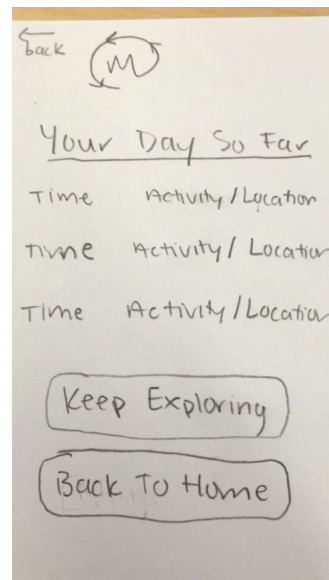 back
M
Your Day So Far
Time Activity/Location
Time Activity/Location
Time Activity/Location
Keep Exploring
Back To Home